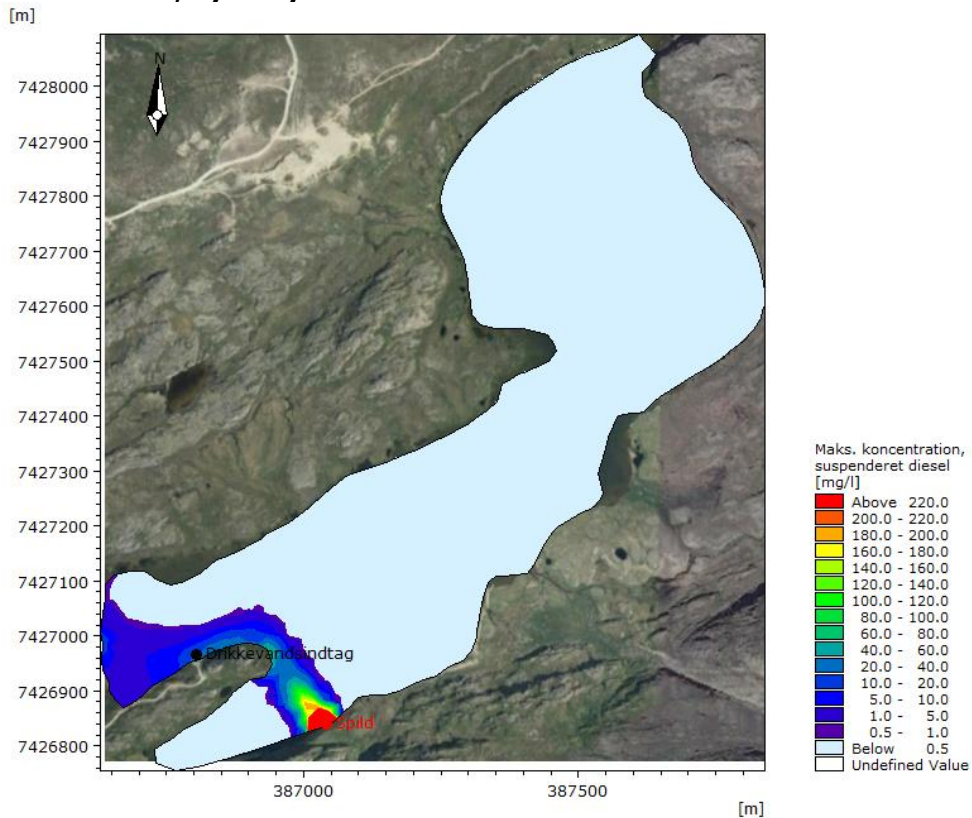 [m]
N
7428000
7427900
7427800
7427700
7427600
7427500
7427400
7427300
7427200
7427100
7427000
7426900
7426800
Drikkevandsindtag
Spild
387000
387500
[m]
Maks. koncentration,
suspenderet diesel
[mg/l]
Above 220.0
200.0 - 220.0
180.0 - 200.0
160.0 - 180.0
140.0 - 160.0
120.0 - 140.0
100.0 - 120.0
80.0 - 100.0
60.0 - 80.0
40.0 - 60.0
20.0 - 40.0
10.0 - 20.0
5.0 - 10.0
1.0 - 5.0
0.5 - 1.0
Below 0.5
Undefined Value